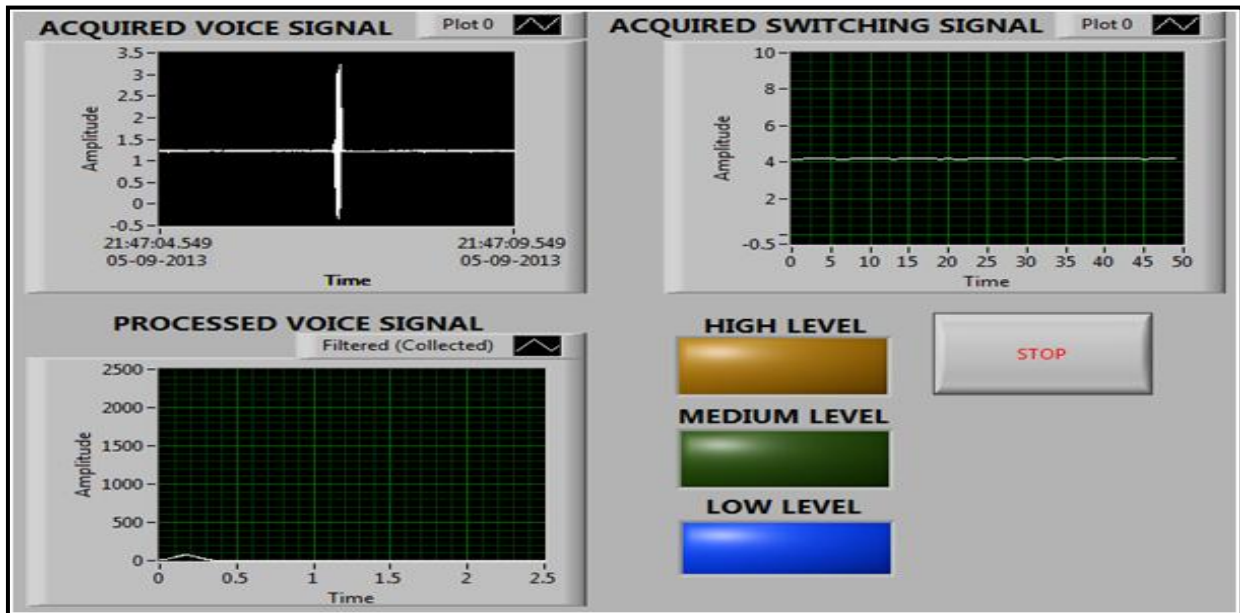 ACQUIRED VOICE SIGNAL
Plot 0
3.5
3
2.5
2
1.5
1
0.5
0
-0.5
Amplitude
21:47:04.549
05-09-2013
21:47:09.549
05-09-2013
Time
ACQUIRED SWITCHING SIGNAL
Plot 0
10
8
6
4
2
-0.5
Amplitude
0 5 10 15 20 25 30 35 40 45 50
Time
PROCESSED VOICE SIGNAL
Filtered (Collected)
2500
2000
1500
1000
500
0
Amplitude
0 0.5 1 1.5 2 2.5
Time
HIGH LEVEL
STOP
MEDIUM LEVEL
LOW LEVEL